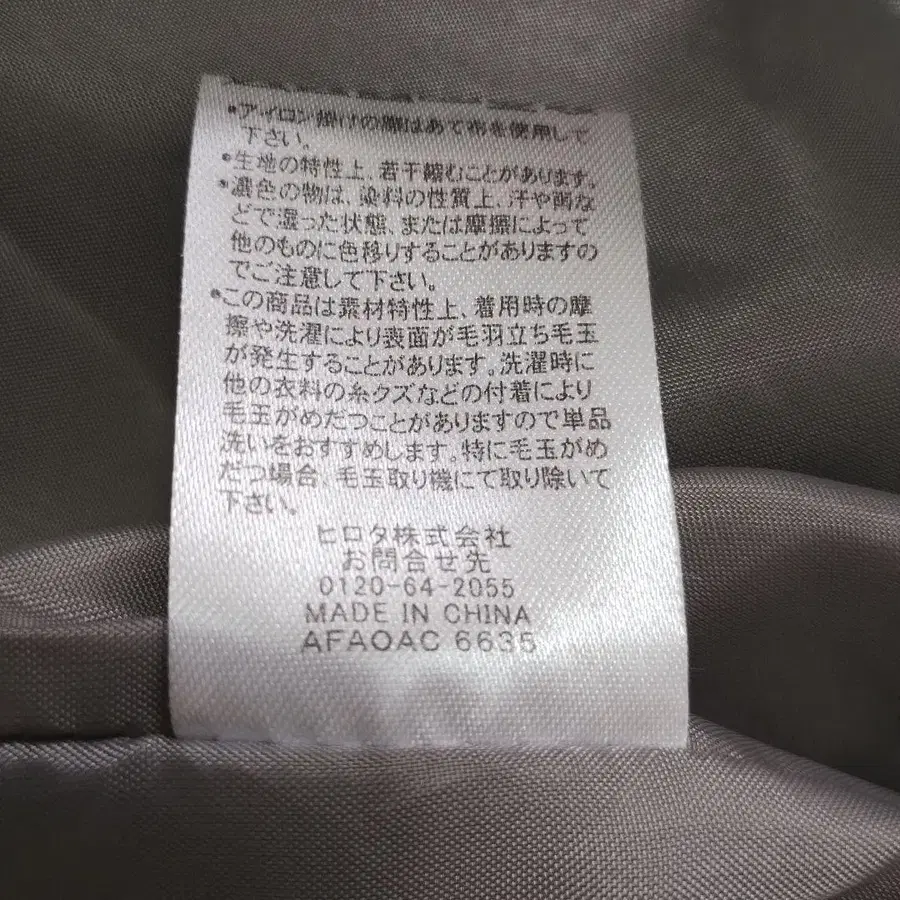 •アイロン掛けの際はあて布を使用して
下さい。
•生地の特性上、若干縮むことがあります。
•濃色の物は、染料の性質上、汗や雨な
どで湿った状態、または摩擦によって
他のものに色移りすることがありますの
でご注意して下さい。
•この商品は素材特性上、着用時の摩
擦や洗濯により表面が毛羽立ち毛玉
が発生することがあります。洗濯時に
他の衣料の糸クズなどの付着により
毛玉がめだつことがありますので単品
洗いをおすすめします。特に毛玉がめ
だつ場合、毛玉取り機にて取り除いて
下さい。
ヒロタ株式会社
お問合せ先
0120-64-2055
MADE IN CHINA
AFAOAC 6635